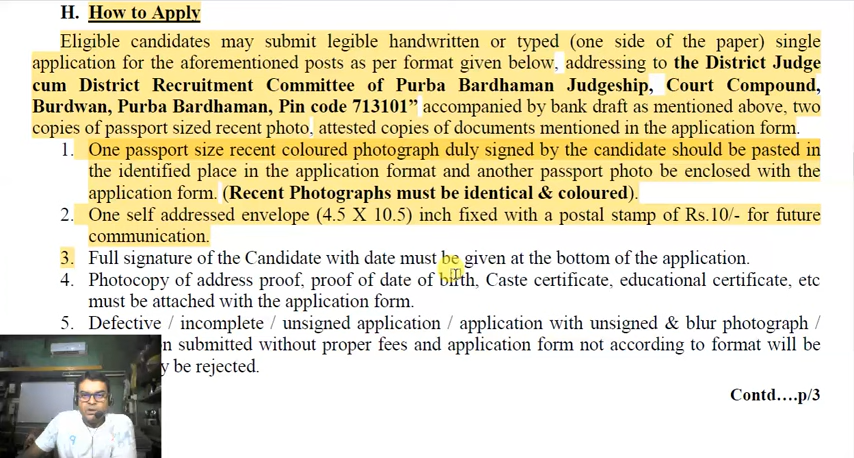 H. How to Apply
Eligible candidates may submit legible handwritten or typed (one side of the paper) single
application for the aforementioned posts as per format given below, addressing to the District Judge
cum District Recruitment Committee of Purba Bardhaman Judgeship, Court Compound,
Burdwan, Purba Bardhaman, Pin code 713101” accompanied by bank draft as mentioned above, two
copies of passport sized recent photo, attested copies of documents mentioned in the application form.
1. One passport size recent coloured photograph duly signed by the candidate should be pasted in
the identified place in the application format and another passport photo be enclosed with the
application form. (Recent Photographs must be identical & coloured).
2. One self addressed envelope (4.5 X 10.5) inch fixed with a postal stamp of Rs.10/- for future
communication.
3. Full signature of the Candidate with date must be given at the bottom of the application.
4. Photocopy of address proof, proof of date of birth, Caste certificate, educational certificate, etc
must be attached with the application form.
5. Defective / incomplete / unsigned application / application with unsigned & blur photograph /
submitted without proper fees and application form not according to format will be
be rejected.
Contd....p/3